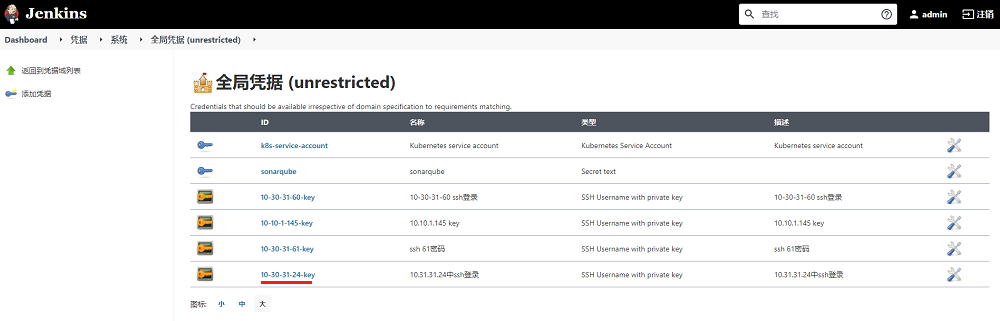 Jenkins 查找 admin 注销
Dashboard 凭据 系统 全局凭据 (unrestricted)
返回到凭据域列表
添加凭据
全局凭据 (unrestricted)
Credentials that should be available irrespective of domain specification to requirements matching.
ID 名称 类型 描述
k8s-service-account Kubernetes service account Kubernetes Service Account Kubernetes service account
sonarqube sonarqube Secret text
10-30-31-60-key 10-30-31-60 ssh登录 SSH Username with private key 10-30-31-60 ssh登录
10-10-1-145-key 10.10.1.145 key SSH Username with private key 10.10.1.145 key
10-30-31-61-key ssh 61密码 SSH Username with private key ssh 61密码
10-30-31-24-key 10.31.31.24中ssh登录 SSH Username with private key 10.31.31.24中ssh登录
图标: 小 中 大